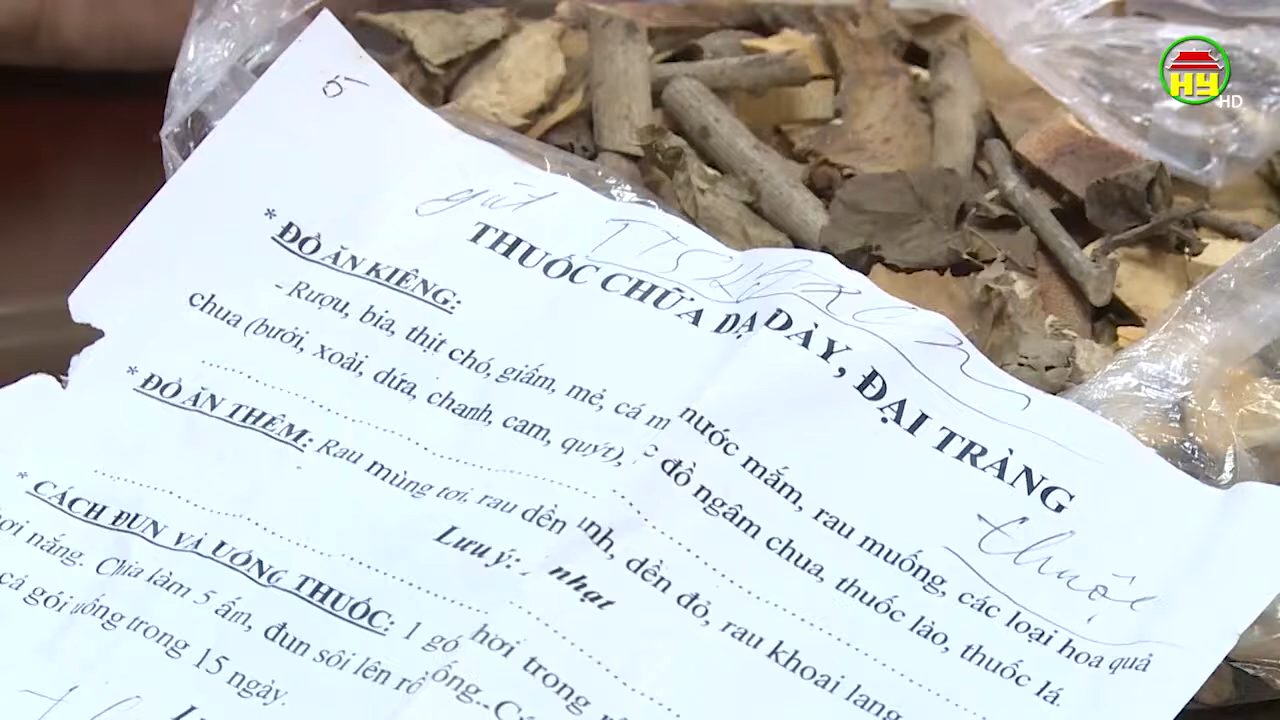 HY
HD
5
gửi
THUỐC CHỮA DẠ DÀY, ĐẠI TRÀNG
thuốc
* ĐỒ ĂN KIÊNG:
- Rượu, bia, thịt chó, giấm, mẻ, cá m nước mắm, rau muống, các loại hoa quả
chua (bưởi, xoài, dứa, chanh, cam, quýt), đồ ngâm chua, thuốc lào, thuốc lá.
* ĐỒ ĂN THÊM: Rau mùng tơi, rau dền dền đỏ, rau khoai lang
Lưu ý: nhạt
* CÁCH ĐUN VÀ UỐNG THUỐC: 1 gó hơi trong
nắng. Chia làm 5 ấm, đun sôi lên rồ
cả gói uống trong 15 ngày.